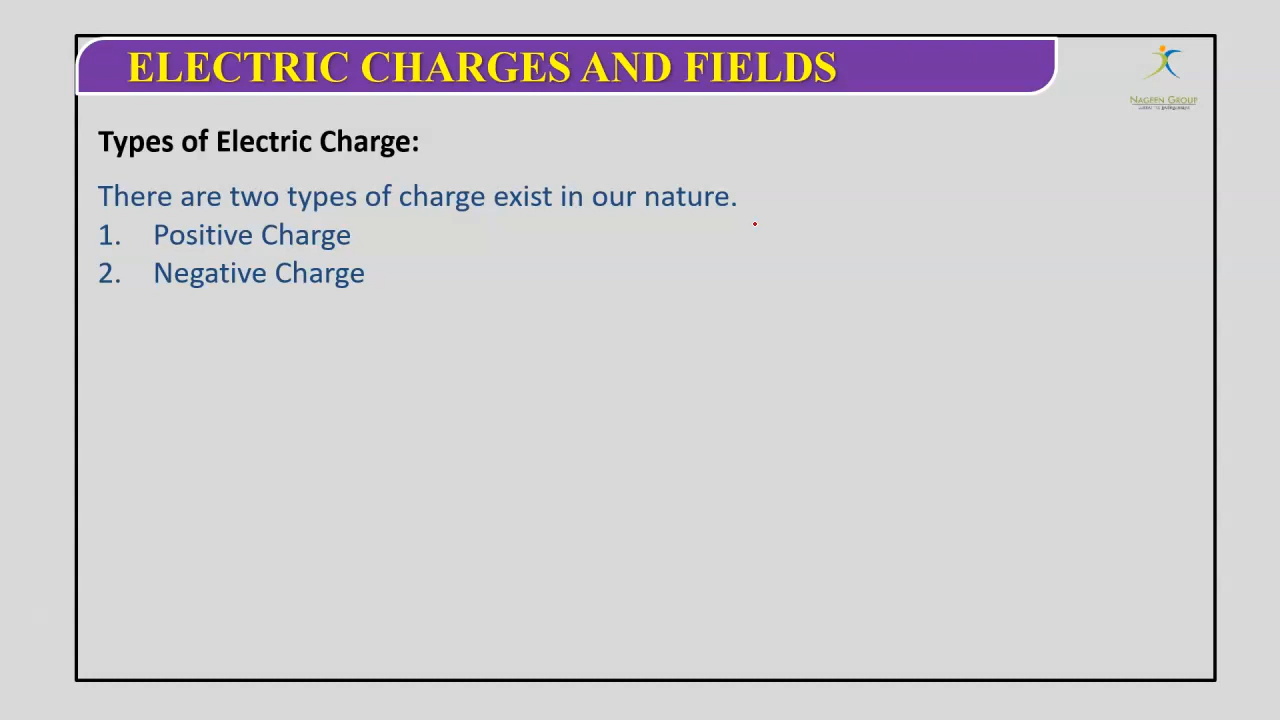 ELECTRIC CHARGES AND FIELDS
NAGEEN GROUP
Types of Electric Charge:
There are two types of charge exist in our nature.
1. Positive Charge
2. Negative Charge